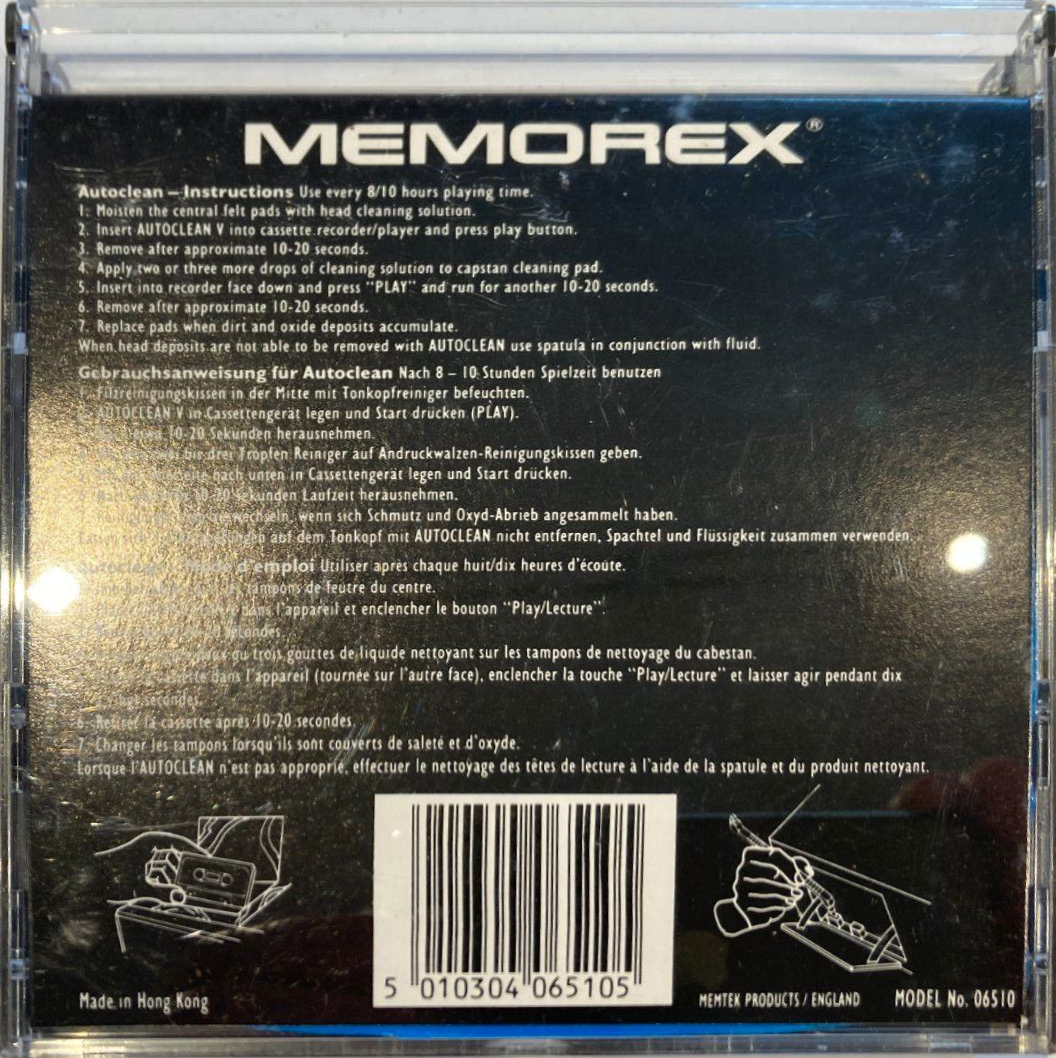 MEMOREX®
Autoclean – Instructions Use every 8/10 hours playing time.
1. Moisten the central felt pads with head cleaning solution.
2. Insert AUTOCLEAN V into cassette recorder/player and press play button.
3. Remove after approximate 10-20 seconds.
4. Apply two or three more drops of cleaning solution to capstan cleaning pad.
5. Insert into recorder face down and press "PLAY" and run for another 10-20 seconds.
6. Remove after approximate 10-20 seconds.
7. Replace pads when dirt and oxide deposits accumulate.
When head deposits are not able to be removed with AUTOCLEAN use spatula in conjunction with fluid.
Gebrauchsanweisung für Autoclean Nach 8 – 10 Stunden Spielzeit benutzen
1. Filzreinigungskissen in der Mitte mit Tonkopfreiniger befeuchten.
AUTOCLEAN V in Cassettengerät legen und Start drücken (PLAY).
10-20 Sekunden herausnehmen.
zwei bis drei Tropfen Reiniger auf Andruckwalzen-Reinigungskissen geben.
nach unten in Cassettengerät legen und Start drücken.
10-20 Sekunden Laufzeit herausnehmen.
wenn sich Schmutz und Oxyd-Abrieb angesammelt haben.
auf dem Tonkopf mit AUTOCLEAN nicht entfernen, Spachtel und Flüssigkeit zusammen verwenden.
Autoclean – Mode d'emploi Utiliser après chaque huit/dix heures d'écoute.
tampons de feutre du centre.
dans l'appareil et enclencher le bouton "Play/Lecture".
secondes
ou trois gouttes de liquide nettoyant sur les tampons de nettoyage du cabestan.
la cassette dans l'appareil (tournée sur l'autre face), enclencher la touche "Play/Lecture" et laisser agir pendant dix
secondes.
6. Retirer la cassette après 10-20 secondes.
7. Changer les tampons lorsqu'ils sont couverts de saleté et d'oxyde.
Lorsque l'AUTOCLEAN n'est pas approprié, effectuer le nettoyage des têtes de lecture à l'aide de la spatule et du produit nettoyant.
5 010304 065105
Made in Hong Kong
MEMTEK PRODUCTS / ENGLAND MODEL No. 06510